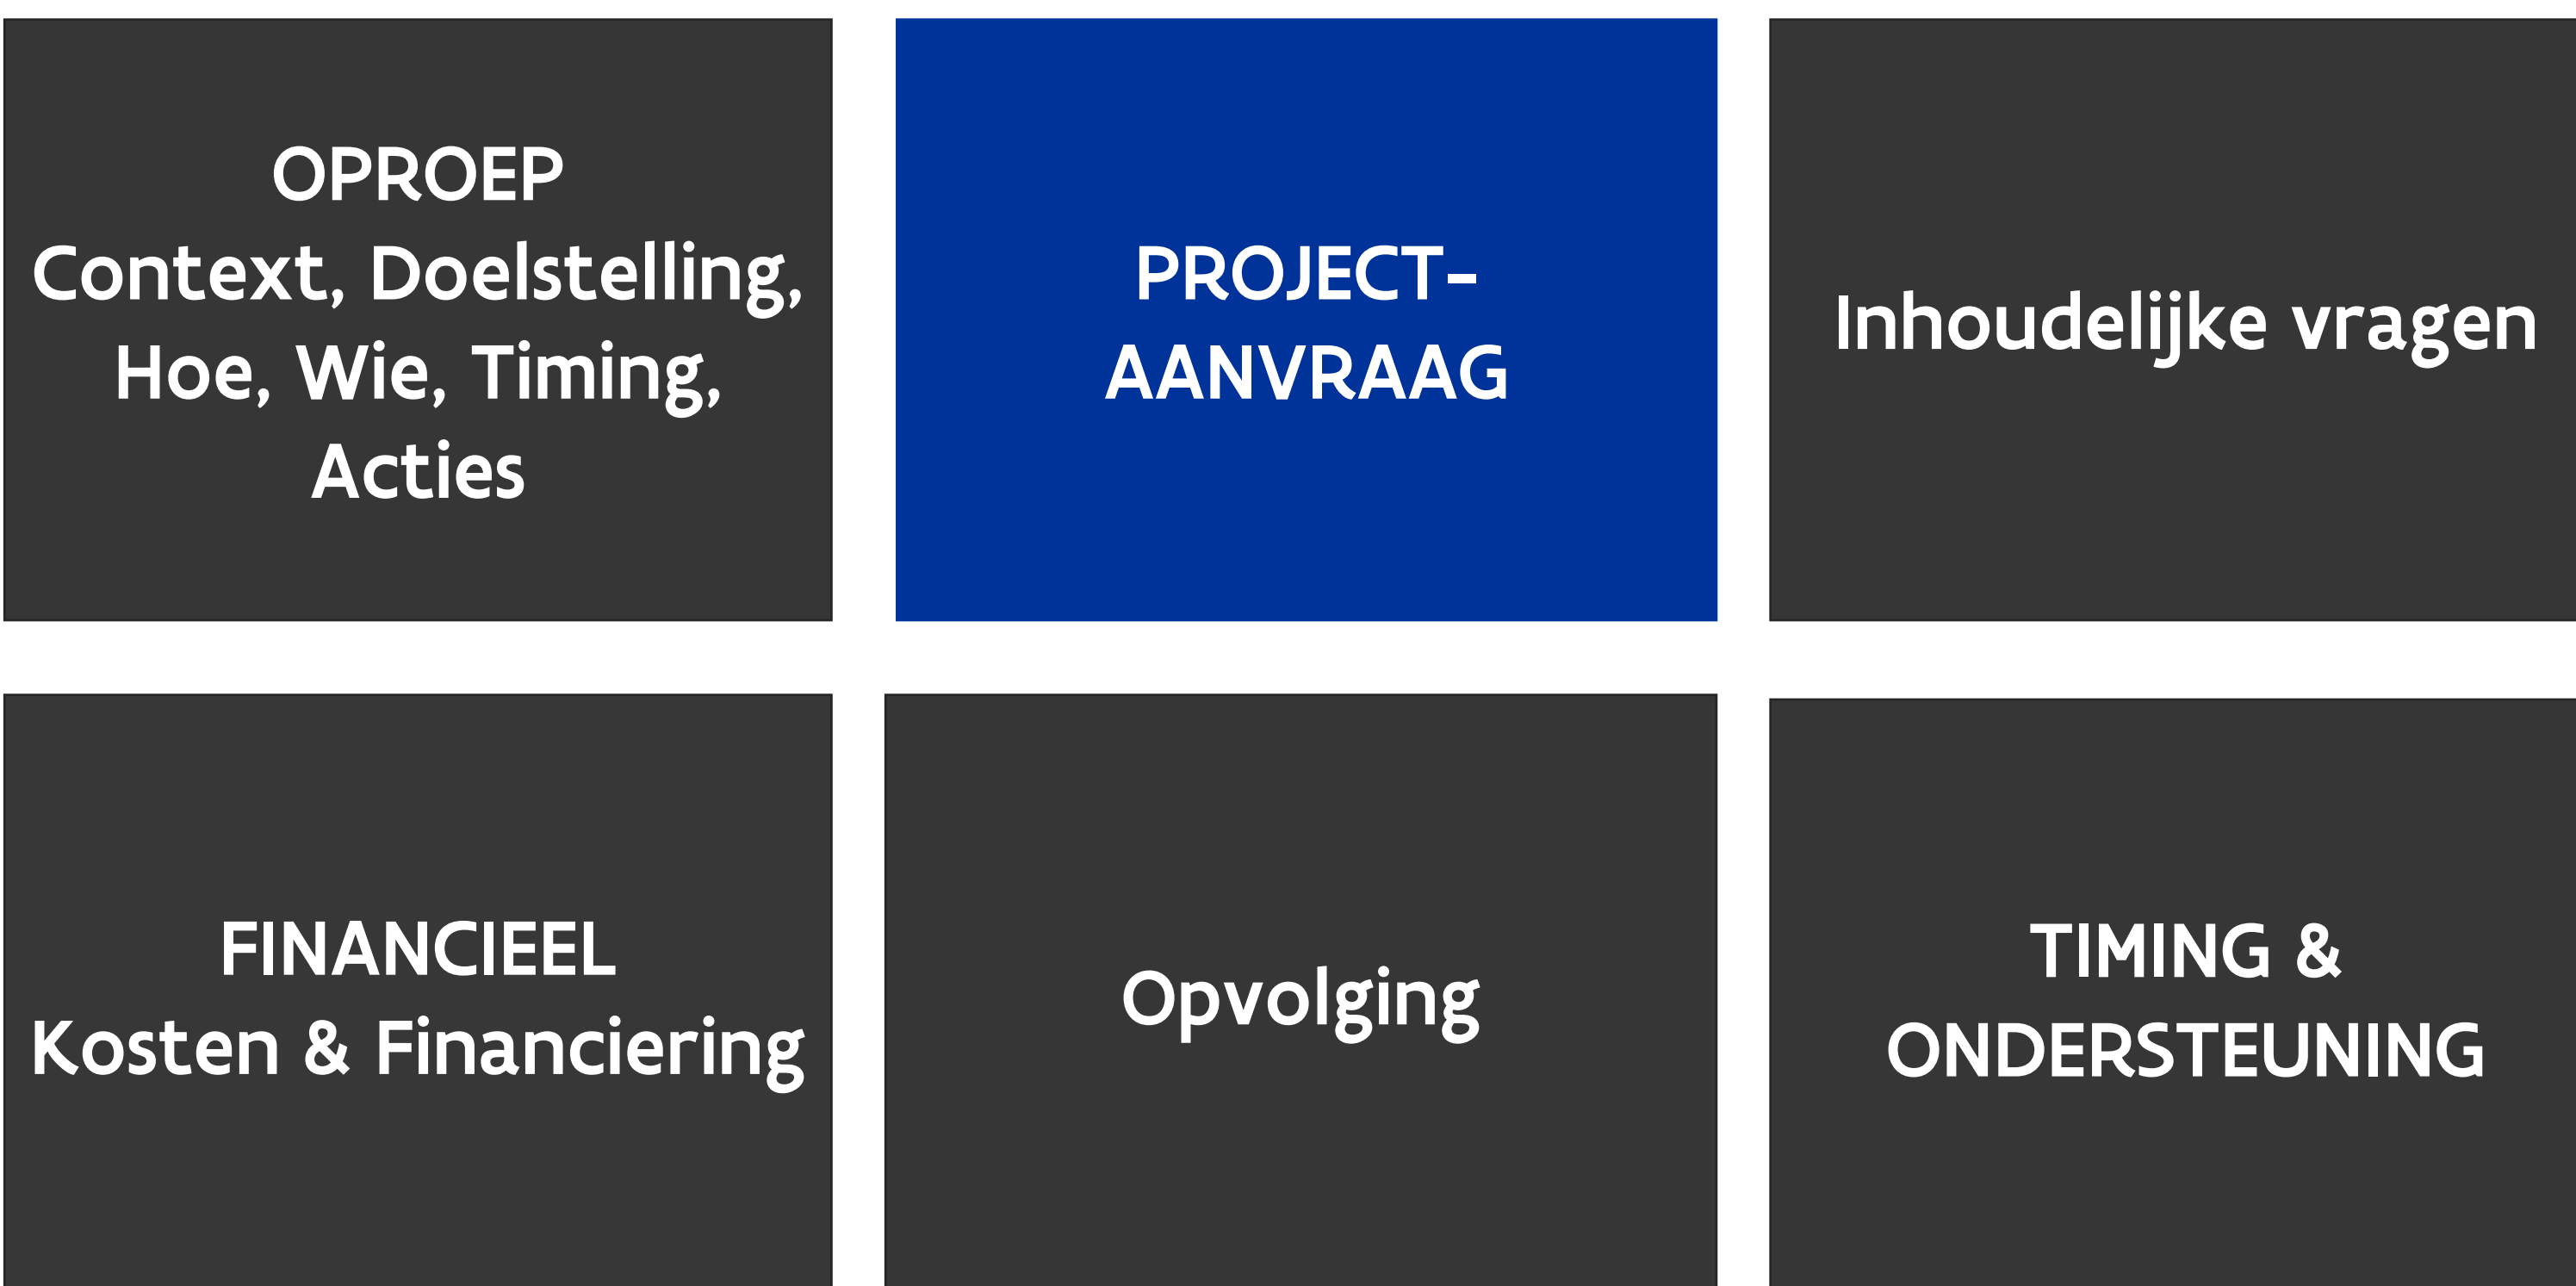 OPROEP
Context, Doelstelling,
Hoe, Wie, Timing,
Acties
PROJECT-
AANVRAAG
Inhoudelijke vragen
FINANCIEEL
Kosten & Financiering
Opvolging
TIMING &
ONDERSTEUNING